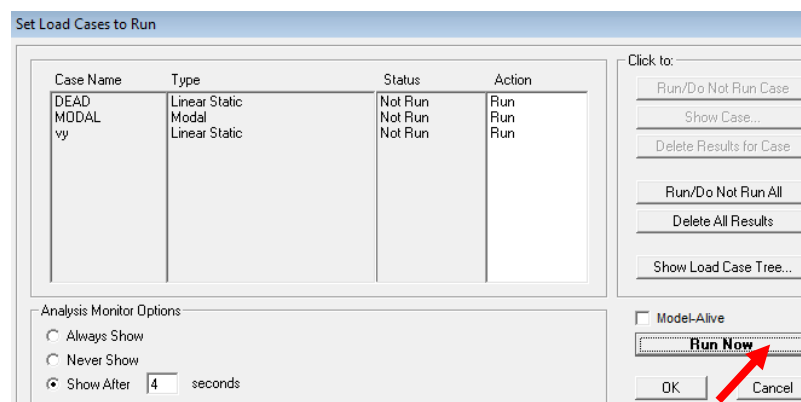 Set Load Cases to Run
Case Name Type Status Action
DEAD Linear Static Not Run Run
MODAL Modal Not Run Run
vy Linear Static Not Run Run
Click to:
Run/Do Not Run Case
Show Case...
Delete Results for Case
Run/Do Not Run All
Delete All Results
Show Load Case Tree...
Analysis Monitor Options
Always Show
Never Show
Show After 4 seconds
Model-Alive
Run Now
OK Cancel